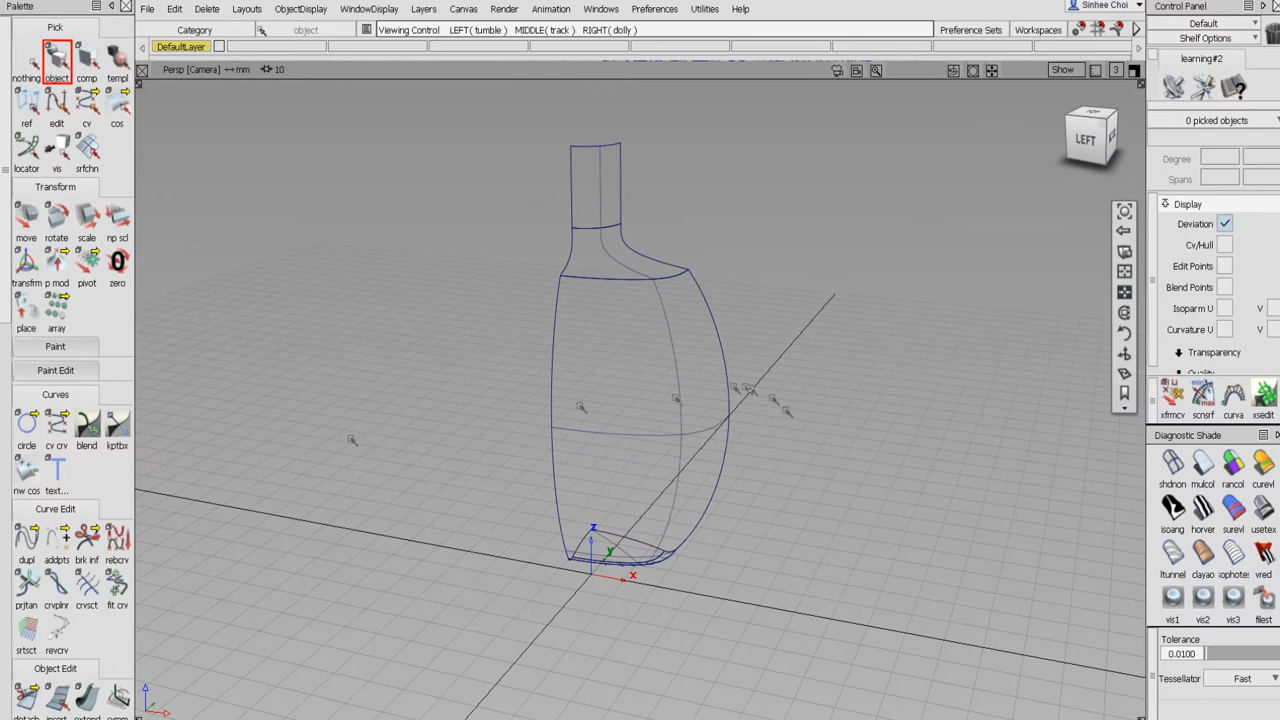 Palette
File Edit Delete Layouts ObjectDisplay WindowDisplay Layers Canvas Render Animation Windows Preferences Utilities Help
Sinhee Choi
Control Panel
Category
object
Viewing Control LEFT( tumble ) MIDDLE( track ) RIGHT( dolly )
Preference Sets
Workspaces
Default
Shelf Options
DefaultLayer
Persp [Camera] mm 10
Show
3
learning#2
Pick
nothing object comp templ
ref edit cv cos
locator vis srfchn
Transform
move rotate scale np scl
transfrm p mod pivot zero
place array
Paint
Paint Edit
Curves
circle cv crv blend kptbx
nw cos text...
Curve Edit
dupl addpts brk inf rebcrv
prjtan crvplnr crvsct fit crv
srtsct revcrv
Object Edit
detach insert extend symm
TOP
LEFT
z
y
x
0 picked objects
Degree
Spans
Display
Deviation
Cv/Hull
Edit Points
Blend Points
Isoparm U V
Curvature U V
Transparency
xfrmcv scnsrf curva xsedit
Diagnostic Shade
shdnon mulcol rancol curevl
isoang horver surevl usetex
ltunnel clayao isophotes vred
vis1 vis2 vis3 filest
Tolerance
0.0100
Tessellator Fast